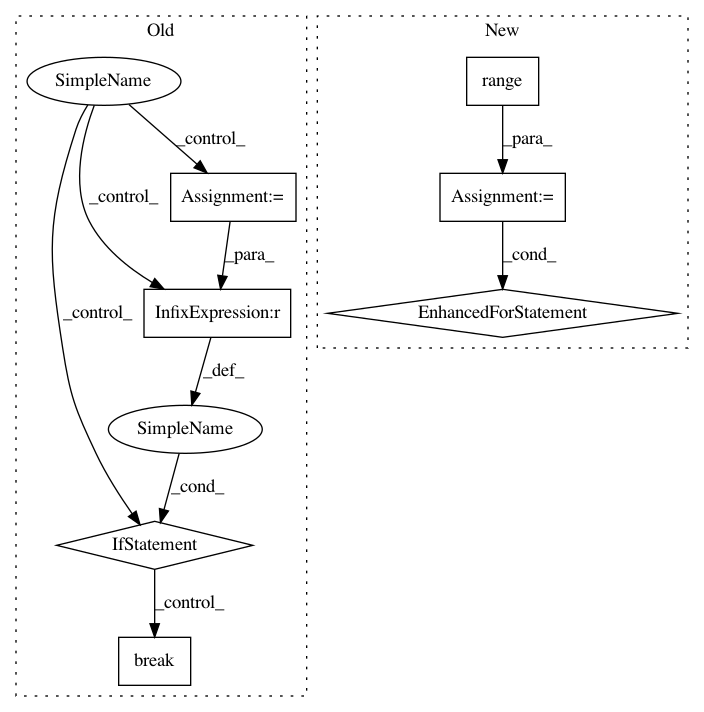 Old
New
SimpleName
range
_control_
_para_
_control_
Assignment:=
Assignment:=
_para_
_cond_
_control_
InfixExpression:r
EnhancedForStatement
_def_
SimpleName
_cond_
IfStatement
_control_
break